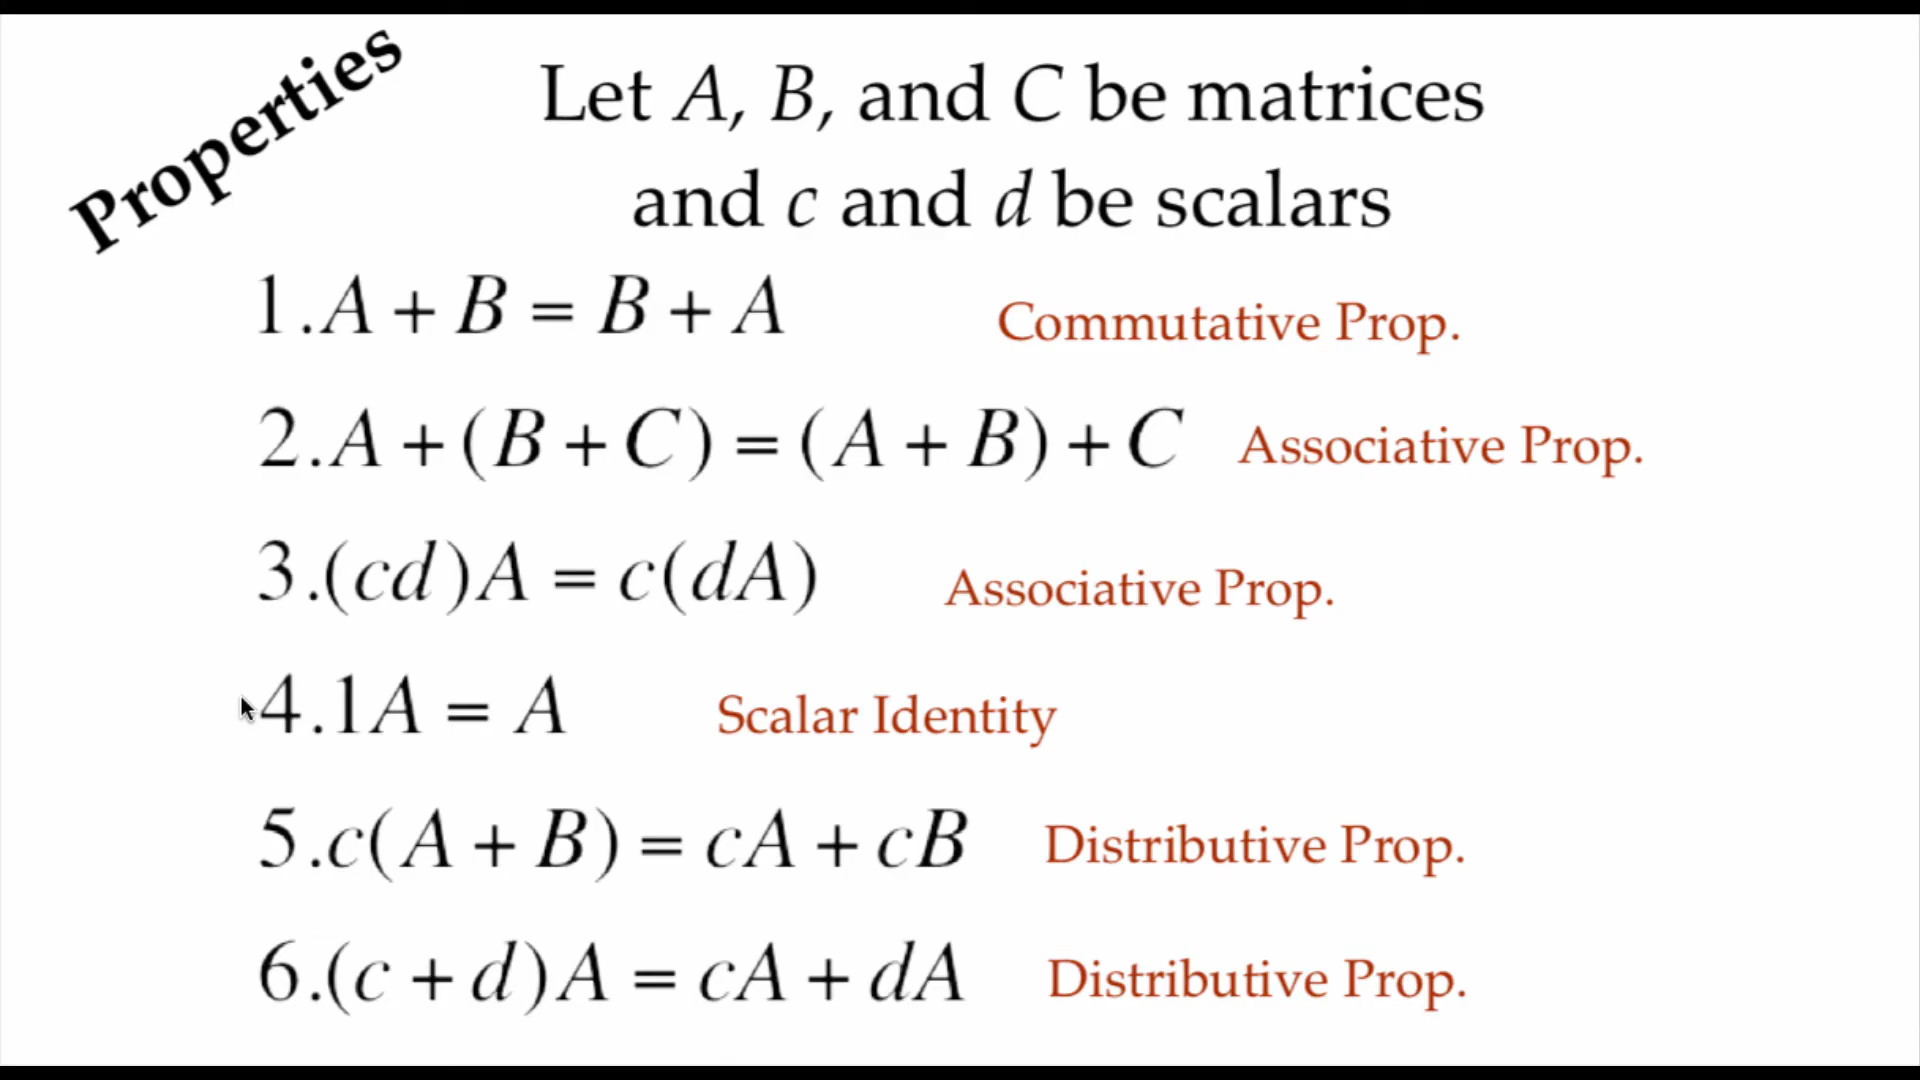 Properties
Let A, B, and C be matrices
and c and d be scalars
1. A + B = B + A Commutative Prop.
2. A + (B + C) = (A + B) + C Associative Prop.
3. (cd)A = c(dA) Associative Prop.
4. 1A = A Scalar Identity
5. c(A + B) = cA + cB Distributive Prop.
6. (c + d)A = cA + dA Distributive Prop.